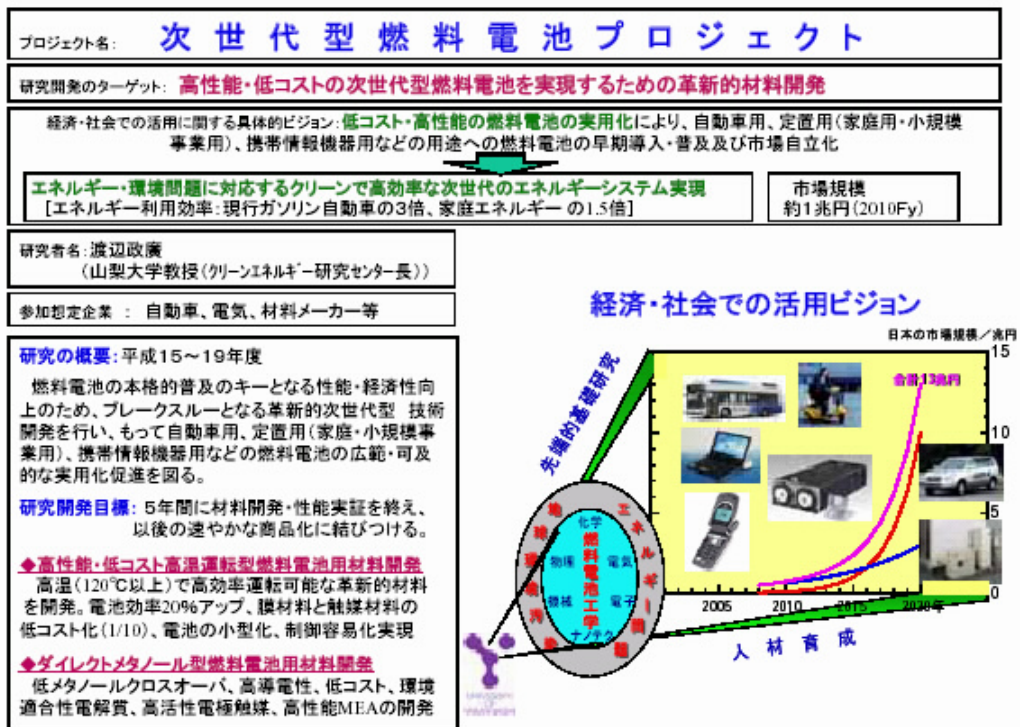 プロジェクト名: 次世代型燃料電池プロジェクト
研究開発のターゲット: 高性能・低コストの次世代型燃料電池を実現するための革新的材料開発
経済・社会での活用に関する具体的ビジョン:低コスト・高性能の燃料電池の実用化により、自動車用、定置用(家庭用・小規模
事業用)、携帯情報機器用などの用途への燃料電池の早期導入・普及及び市場自立化
エネルギー・環境問題に対応するクリーンで高効率な次世代のエネルギーシステム実現
[エネルギー利用効率:現行ガソリン自動車の3倍、家庭エネルギーの1.5倍]
市場規模
約1兆円(2010Fy)
研究者名:渡辺政廣
(山梨大学教授(クリーンエネルギー研究センター長))
参加想定企業 : 自動車、電気、材料メーカー等
研究の概要:平成15~19年度
燃料電池の本格的普及のキーとなる性能・経済性向
上のため、ブレークスルーとなる革新的次世代型 技術
開発を行い、もって自動車用、定置用(家庭・小規模事
業用)、携帯情報機器用などの燃料電池の広範・可及
的な実用化促進を図る。
研究開発目標: 5年間に材料開発・性能実証を終え、
以後の速やかな商品化に結びつける。
◆高性能・低コスト高温運転型燃料電池用材料開発
高温(120℃以上)で高効率運転可能な革新的材料
を開発。電池効率20%アップ、膜材料と触媒材料の
低コスト化(1/10)、電池の小型化、制御容易化実現
◆ダイレクトメタノール型燃料電池用材料開発
低メタノールクロスオーバ、高導電性、低コスト、環境
適合性電解質、高活性電極触媒、高性能MEAの開発
経済・社会での活用ビジョン
日本の市場規模/兆円
15
合計13兆円
10
5
0
2005
2010
2015
2020年
先端的基礎研究
人材育成
地球環境汚染
エネルギー問題
燃料電池工学
化学
物理
電気
機械
電子
ナノテク